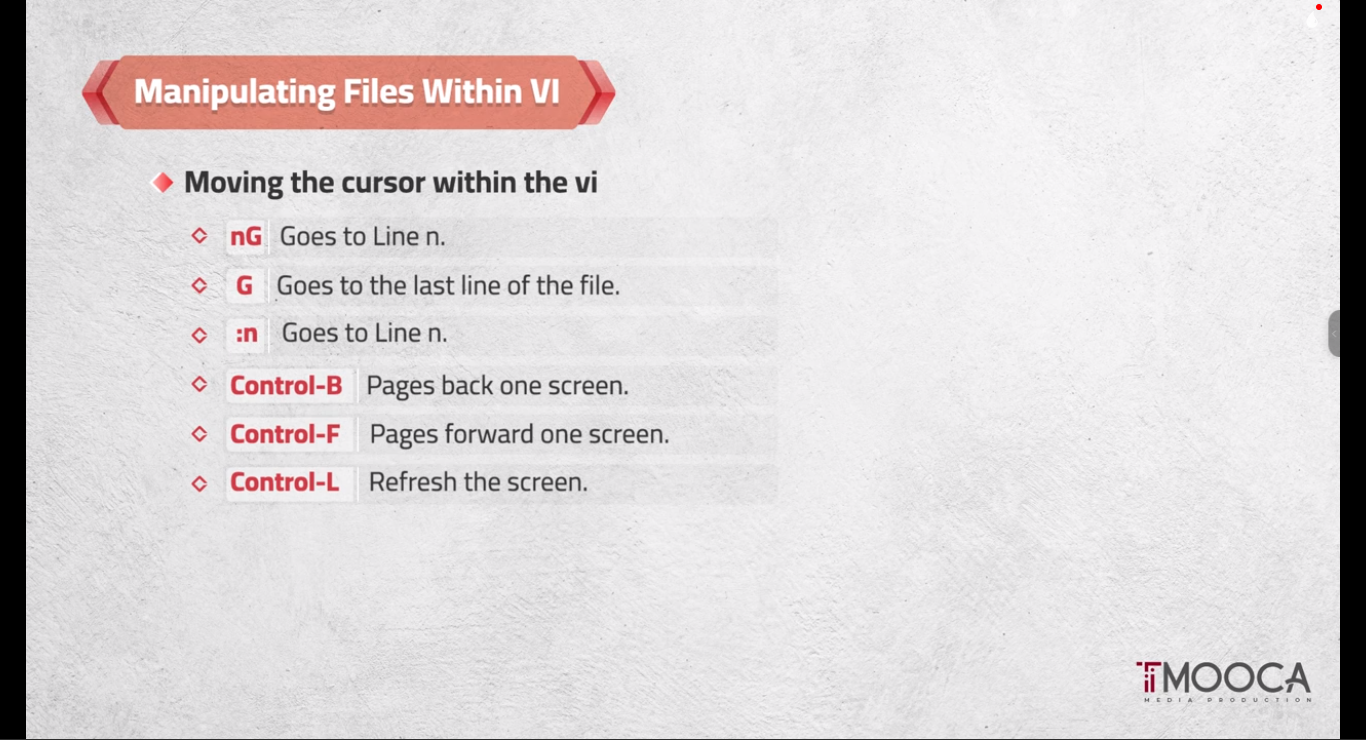 Manipulating Files Within VI
Moving the cursor within the vi
nG Goes to Line n.
G Goes to the last line of the file.
:n Goes to Line n.
Control-B Pages back one screen.
Control-F Pages forward one screen.
Control-L Refresh the screen.
TiMOOCA
MEDIA PRODUCTION